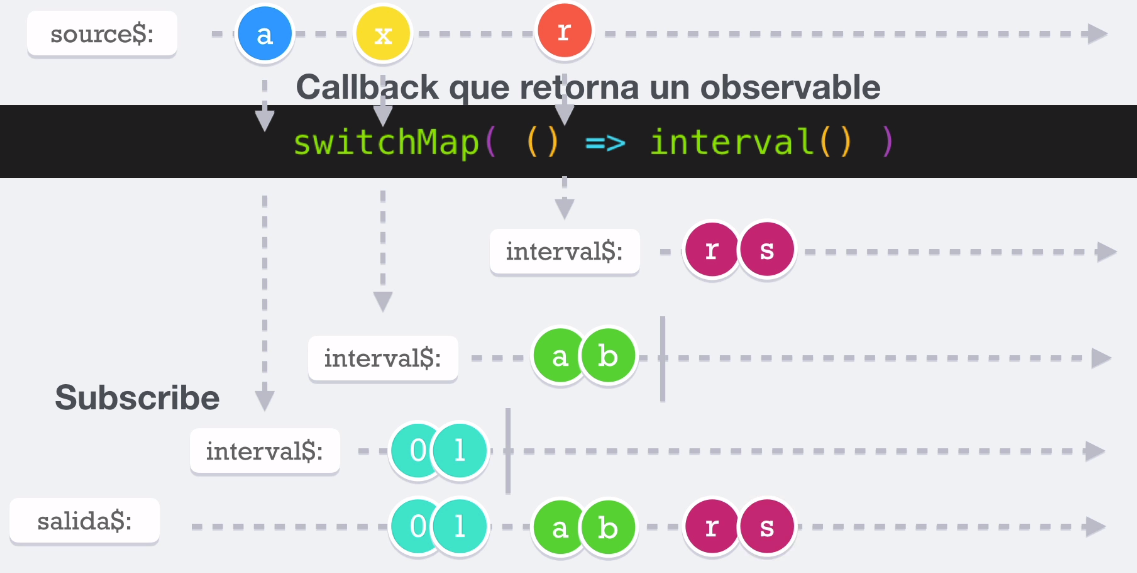 source$: a x r
Callback que retorna un observable
switchMap( () => interval() )
interval$: r s
interval$: a b
Subscribe
interval$: 0 1
salida$: 0 1 a b r s